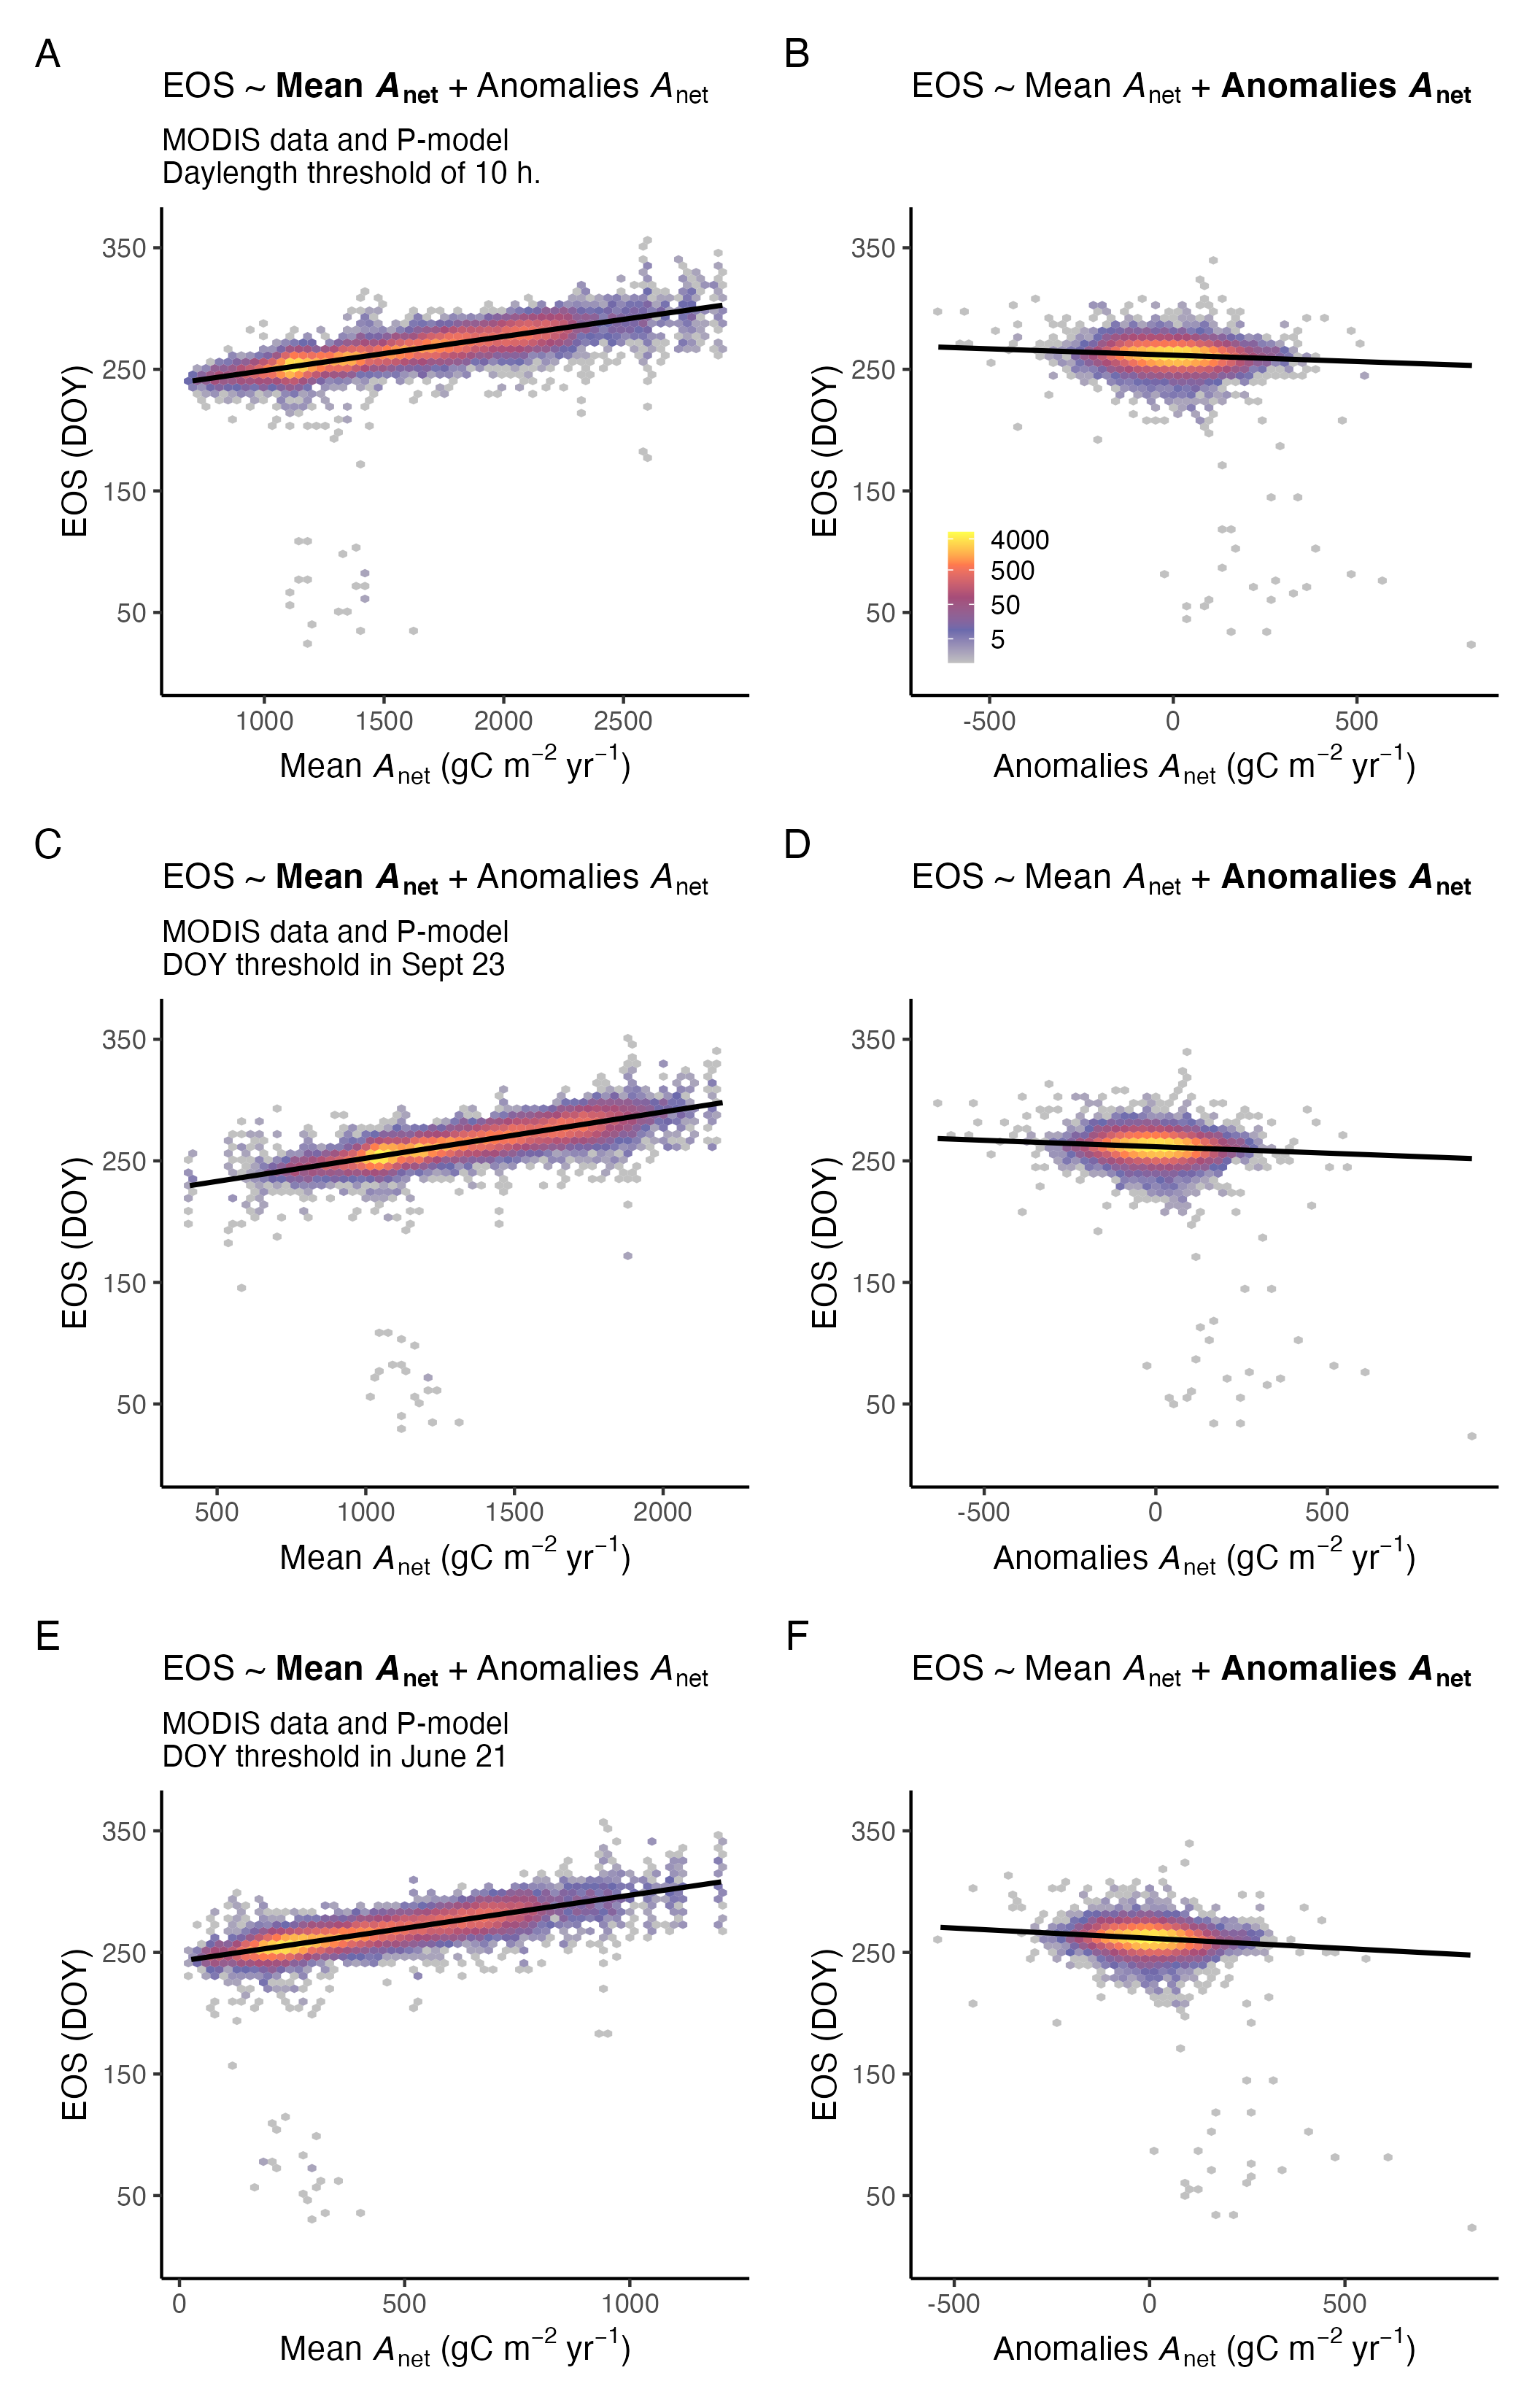 A
EOS ~ Mean Anet + Anomalies Anet
MODIS data and P-model
Daylength threshold of 10 h.
350
250
150
50
EOS (DOY)
1000 1500 2000 2500
Mean Anet (gC m−2 yr−1)
B
EOS ~ Mean Anet + Anomalies Anet
350
250
150
50
EOS (DOY)
4000
500
50
5
-500 0 500
Anomalies Anet (gC m−2 yr−1)
C
EOS ~ Mean Anet + Anomalies Anet
MODIS data and P-model
DOY threshold in Sept 23
350
250
150
50
EOS (DOY)
500 1000 1500 2000
Mean Anet (gC m−2 yr−1)
D
EOS ~ Mean Anet + Anomalies Anet
350
250
150
50
EOS (DOY)
-500 0 500
Anomalies Anet (gC m−2 yr−1)
E
EOS ~ Mean Anet + Anomalies Anet
MODIS data and P-model
DOY threshold in June 21
350
250
150
50
EOS (DOY)
0 500 1000
Mean Anet (gC m−2 yr−1)
F
EOS ~ Mean Anet + Anomalies Anet
350
250
150
50
EOS (DOY)
-500 0 500
Anomalies Anet (gC m−2 yr−1)